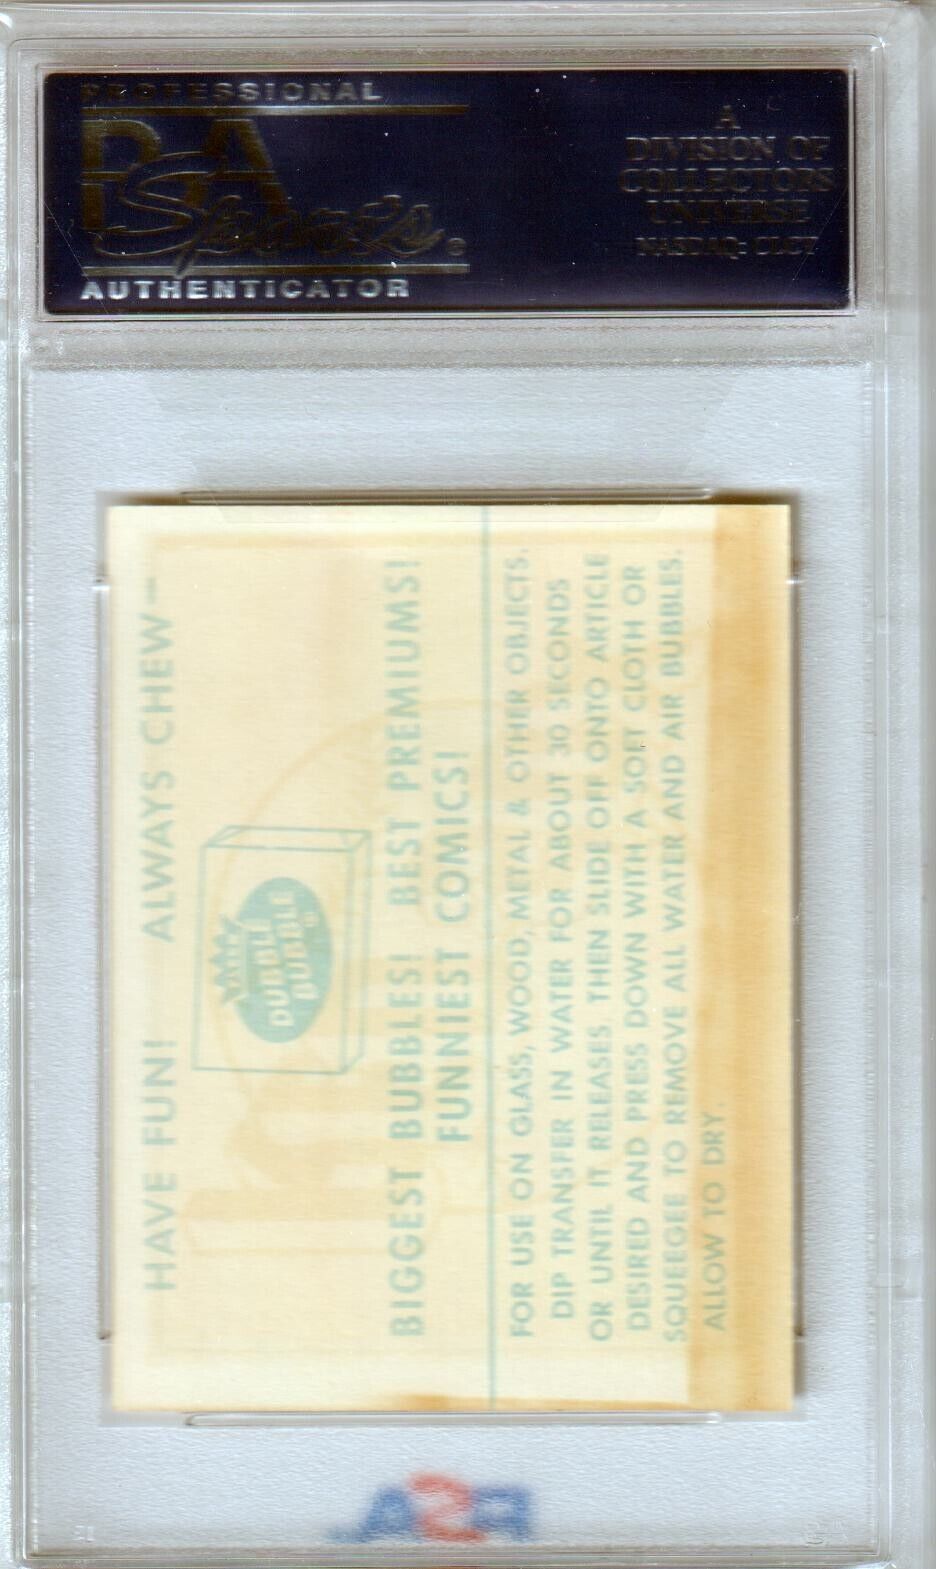 PROFESSIONAL
PSA
Sports
AUTHENTICATOR
A
DIVISION OF
COLLECTORS
UNIVERSE
NASDAQ: CLCT
HAVE FUN! ALWAYS CHEW—
DUBBLE
BUBBLE
BIGGEST BUBBLES! BEST PREMIUMS!
FUNNIEST COMICS!
FOR USE ON GLASS, WOOD, METAL & OTHER OBJECTS.
DIP TRANSFER IN WATER FOR ABOUT 30 SECONDS
OR UNTIL IT RELEASES. THEN SLIDE OFF ONTO ARTICLE
DESIRED AND PRESS DOWN WITH A SOFT CLOTH OR
SQUEEGEE TO REMOVE ALL WATER AND AIR BUBBLES.
ALLOW TO DRY.
PSA